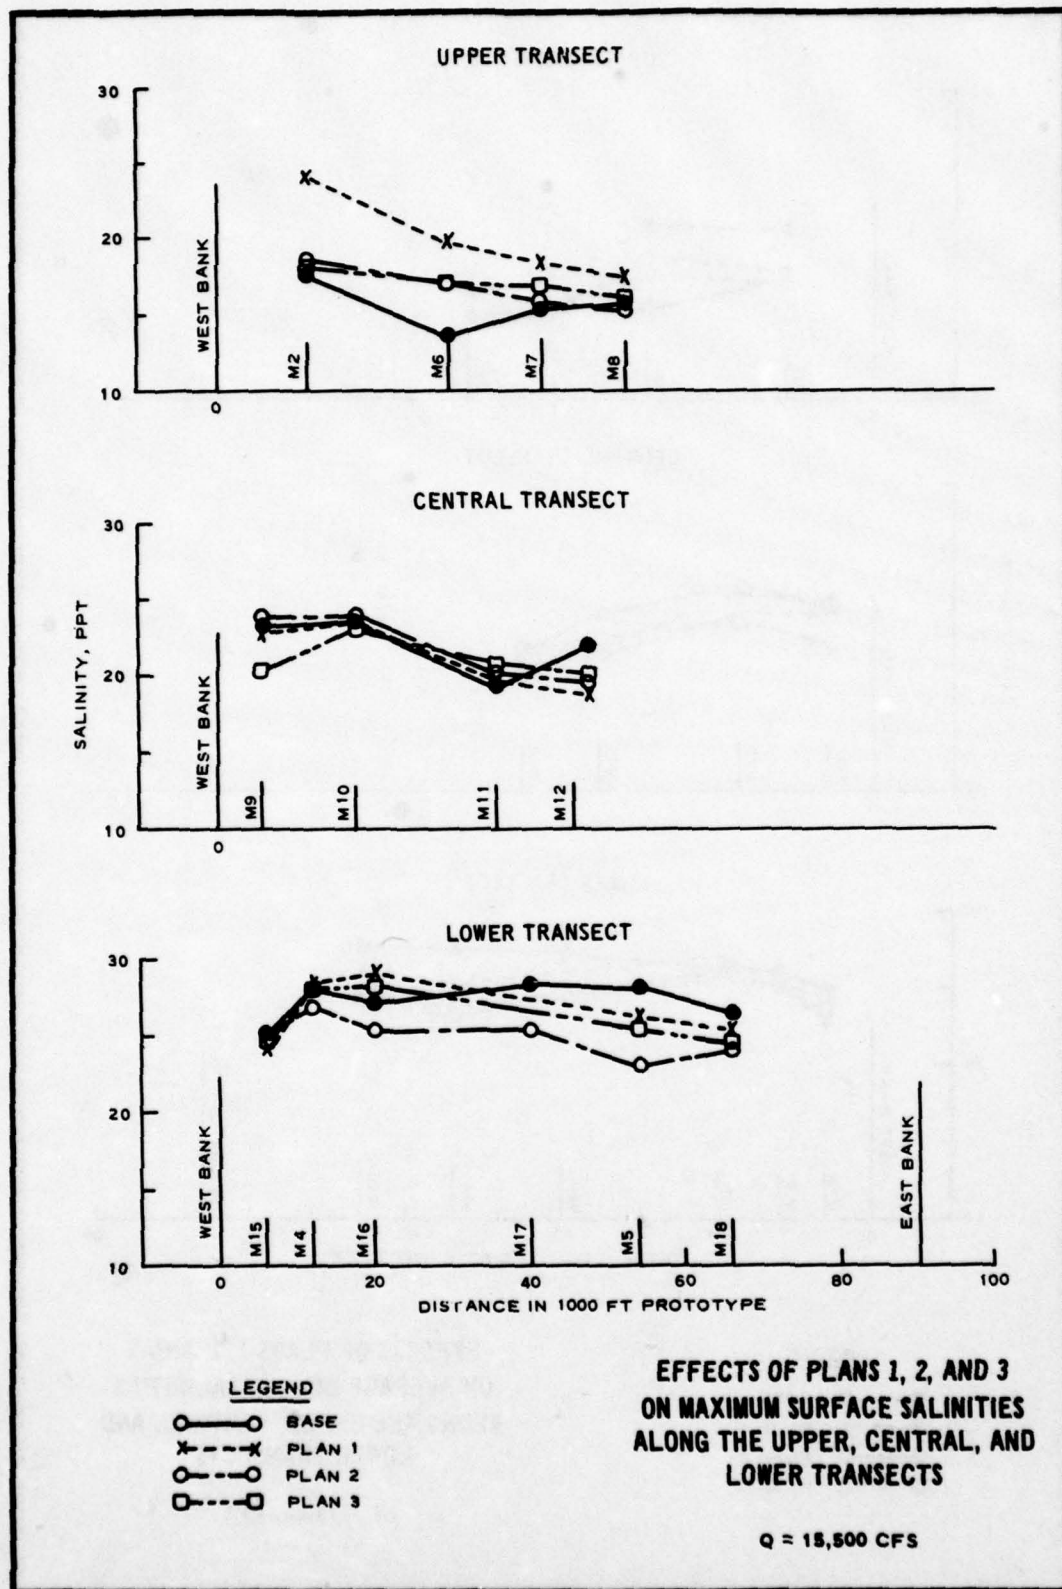 UPPER TRANSECT
30
20
10
WEST BANK
M2
M6
M7
M8
0
CENTRAL TRANSECT
30
20
10
SALINITY, PPT
WEST BANK
M9
M10
M11
M12
0
LOWER TRANSECT
30
20
10
WEST BANK
M15
M4
M16
M17
M5
M18
EAST BANK
0 20 40 60 80 100
DISTANCE IN 1000 FT PROTOTYPE
LEGEND
BASE
PLAN 1
PLAN 2
PLAN 3
EFFECTS OF PLANS 1, 2, AND 3
ON MAXIMUM SURFACE SALINITIES
ALONG THE UPPER, CENTRAL, AND
LOWER TRANSECTS
Q = 15,500 CFS